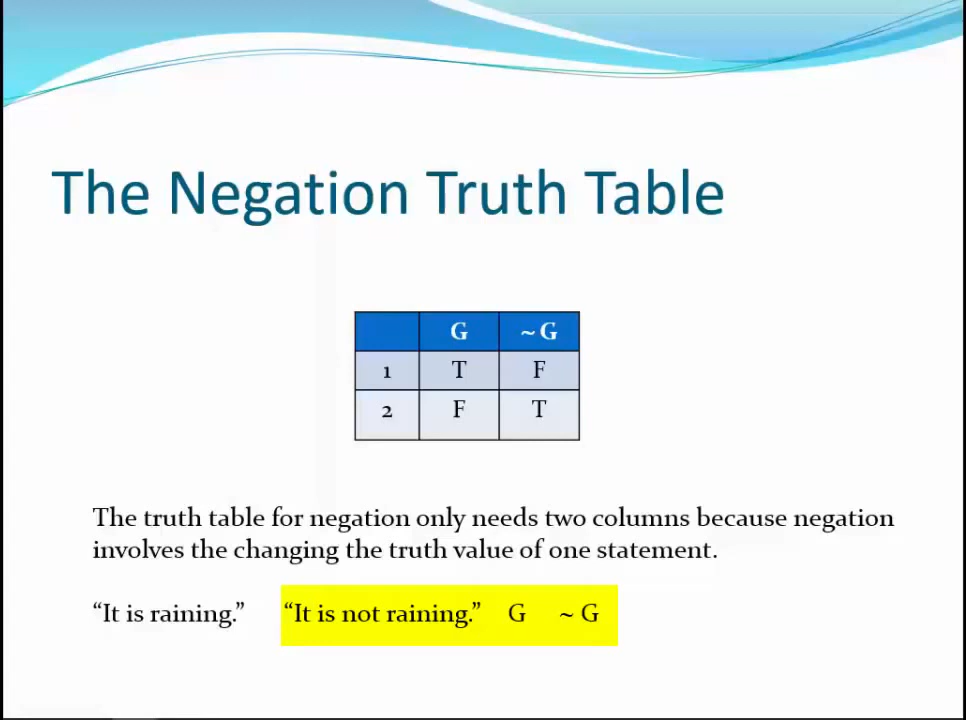 The Negation Truth Table
G ~ G
1 T F
2 F T
The truth table for negation only needs two columns because negation
involves the changing the truth value of one statement.
“It is raining.” “It is not raining.” G ~ G